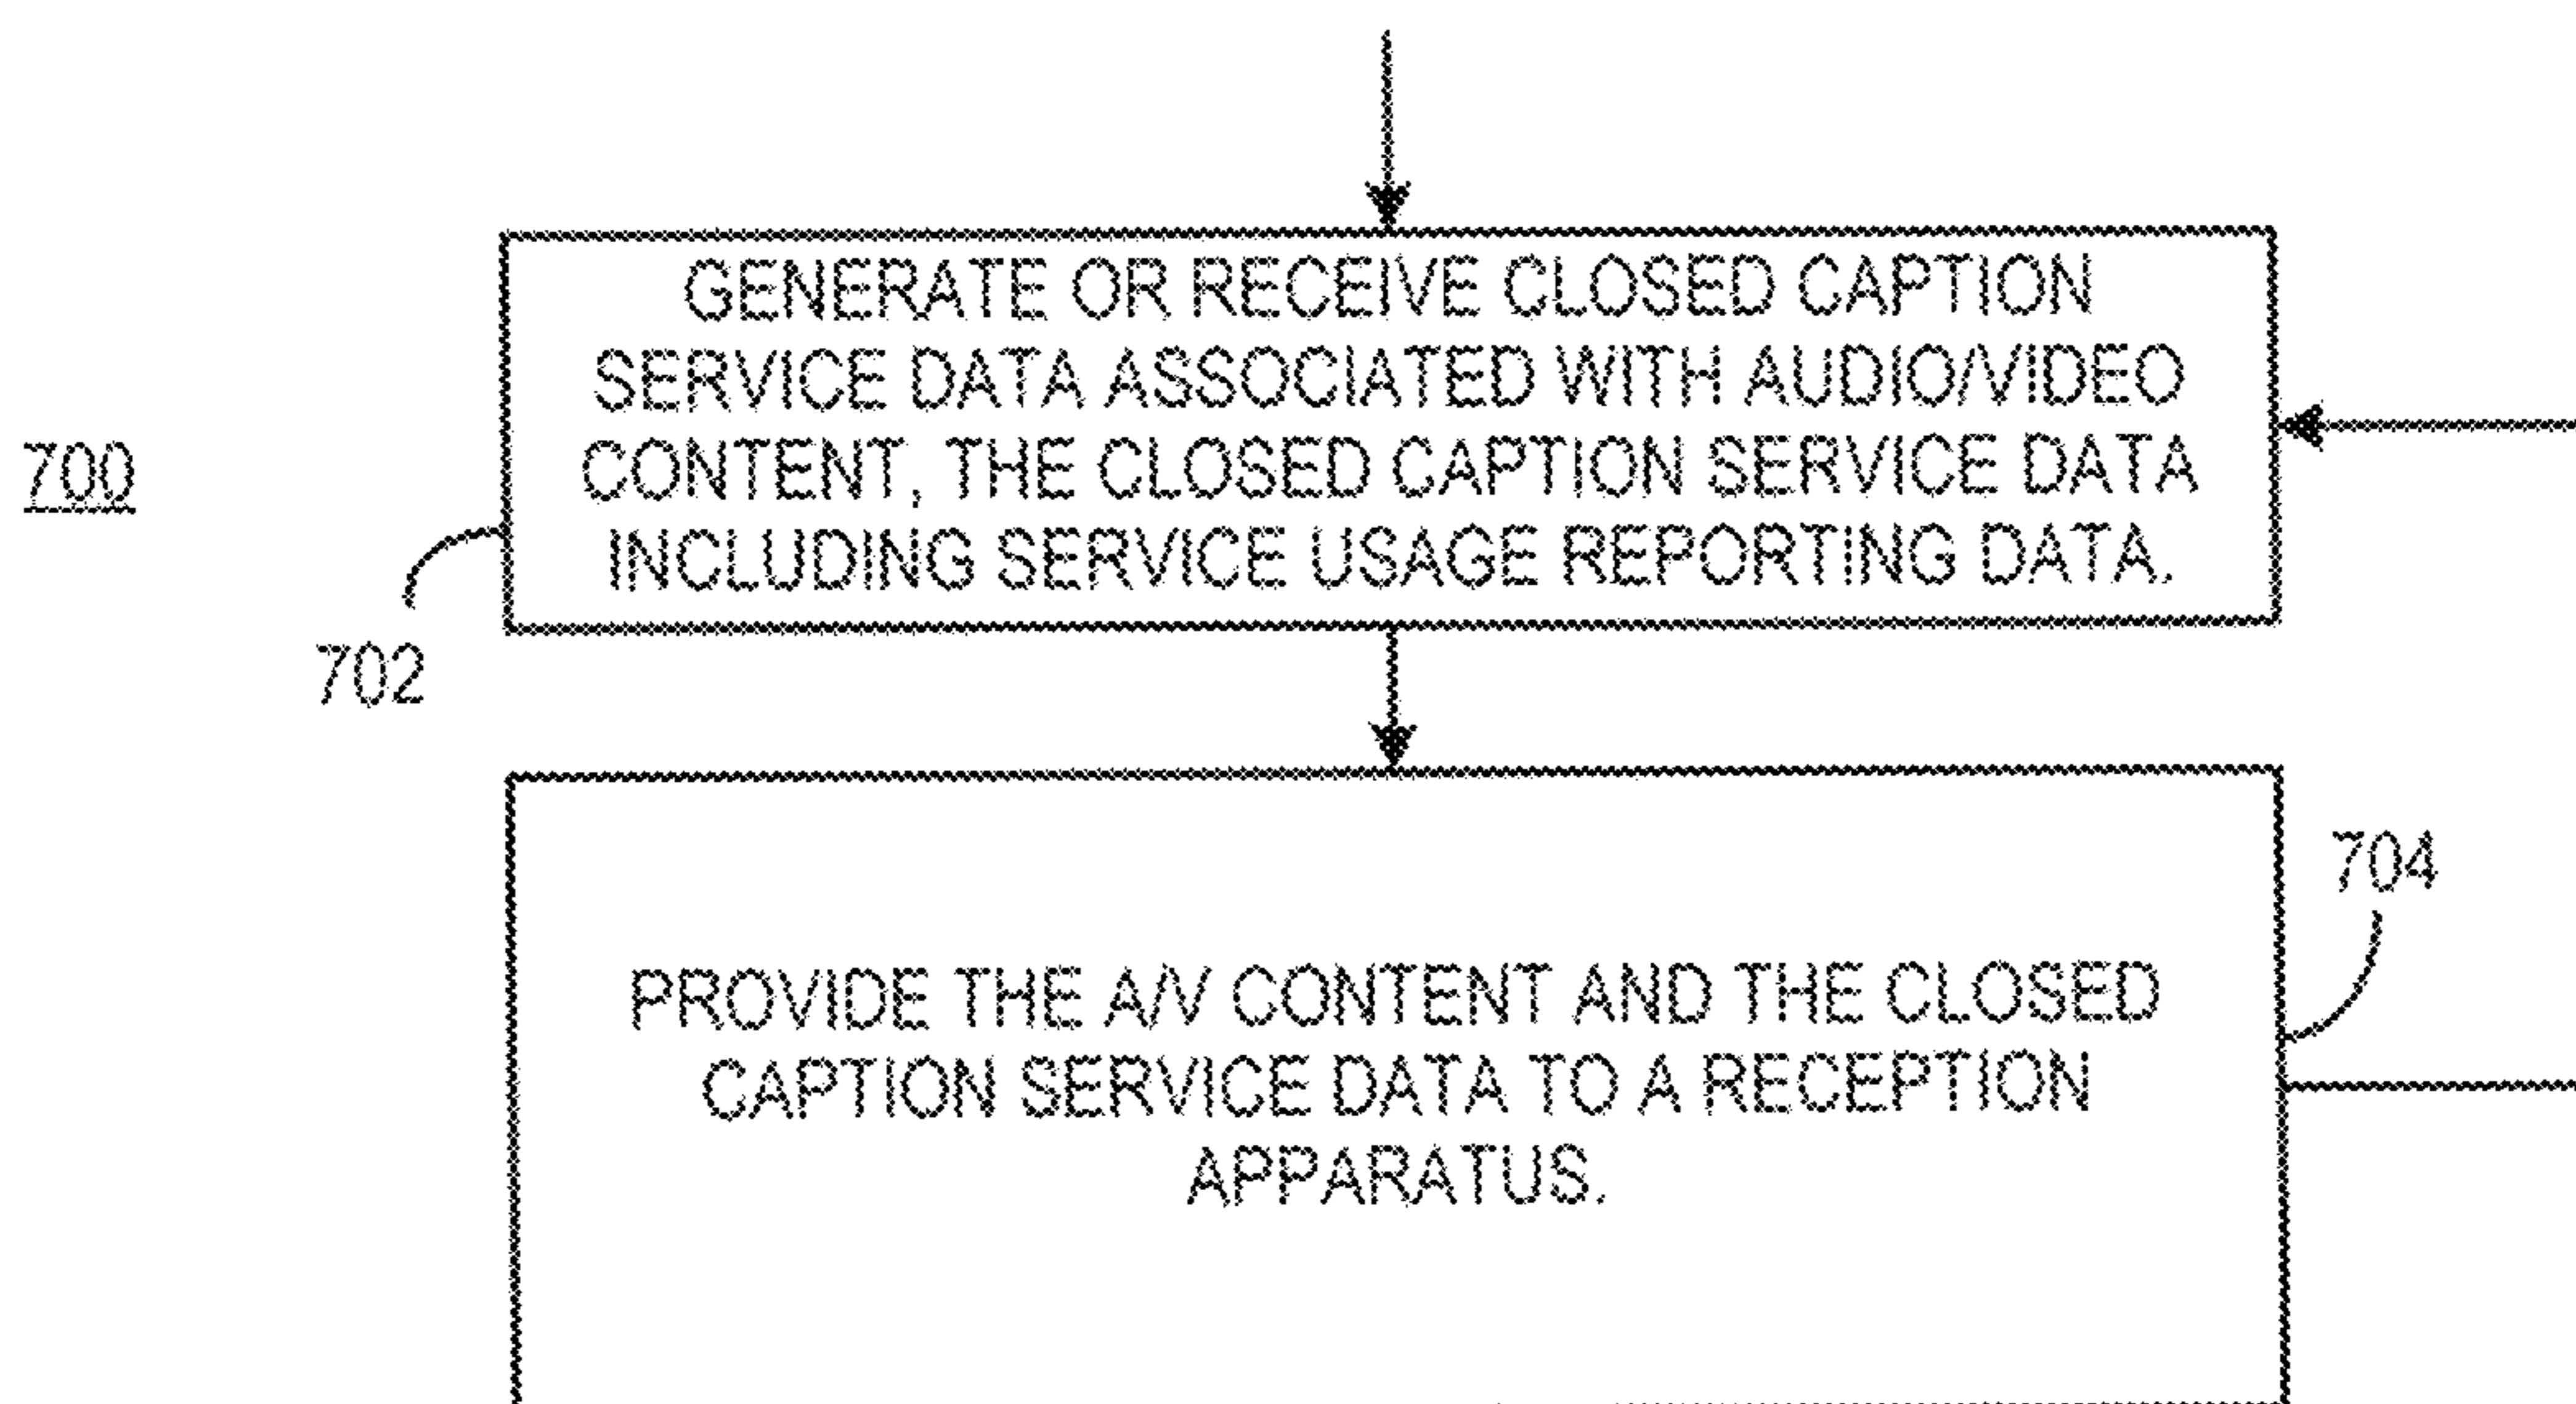 GENERATE OR RECEIVE CLOSED CAPTION
SERVICE DATA ASSOCIATED WITH AUDIO/VIDEO
CONTENT, THE CLOSED CAPTION SERVICE DATA
INCLUDING SERVICE USAGE REPORTING DATA.
700
702
704
PROVIDE THE A/V CONTENT AND THE CLOSED
CAPTION SERVICE DATA TO A RECEPTION
APPARATUS.